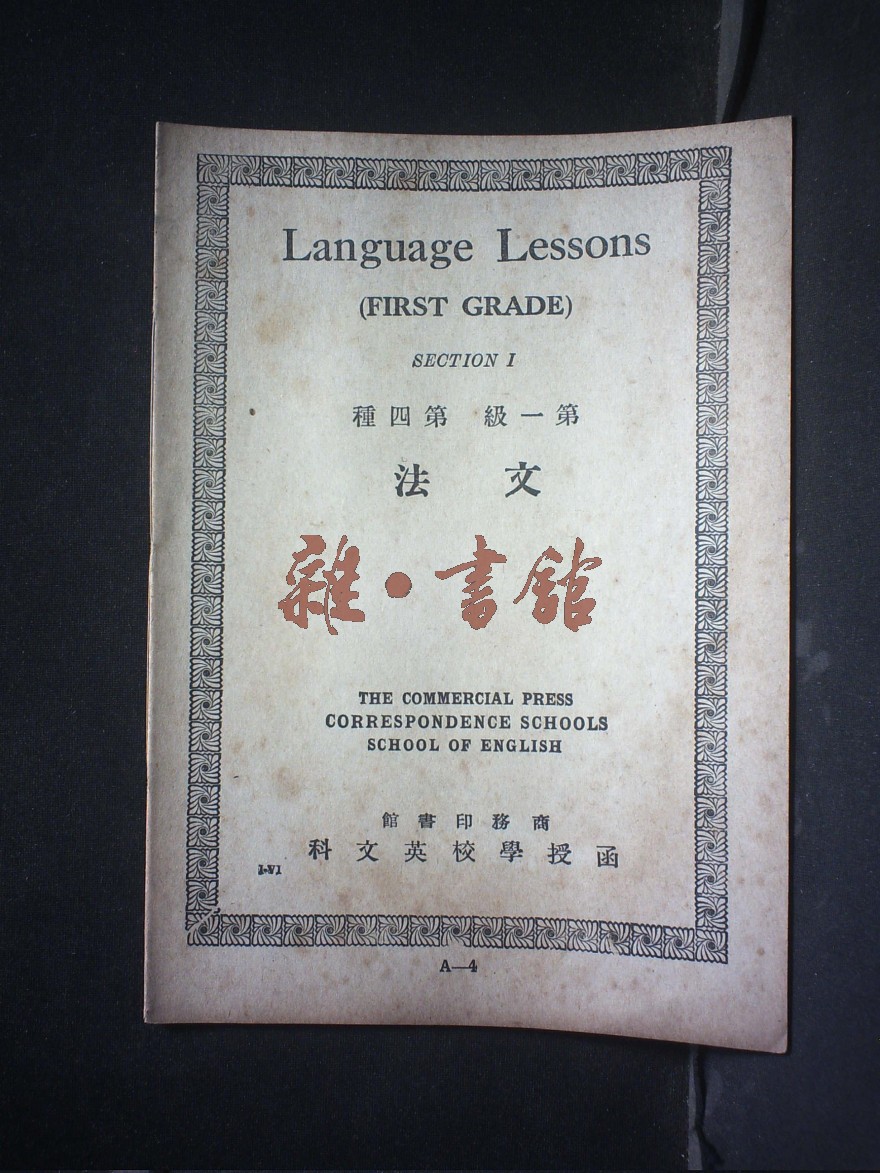 Language Lessons
(FIRST GRADE)
SECTION I
第一級 第四種
文法
雜·書館
THE COMMERCIAL PRESS
CORRESPONDENCE SCHOOLS
SCHOOL OF ENGLISH
商務印書館
函授學校英文科
I-VI
A—4